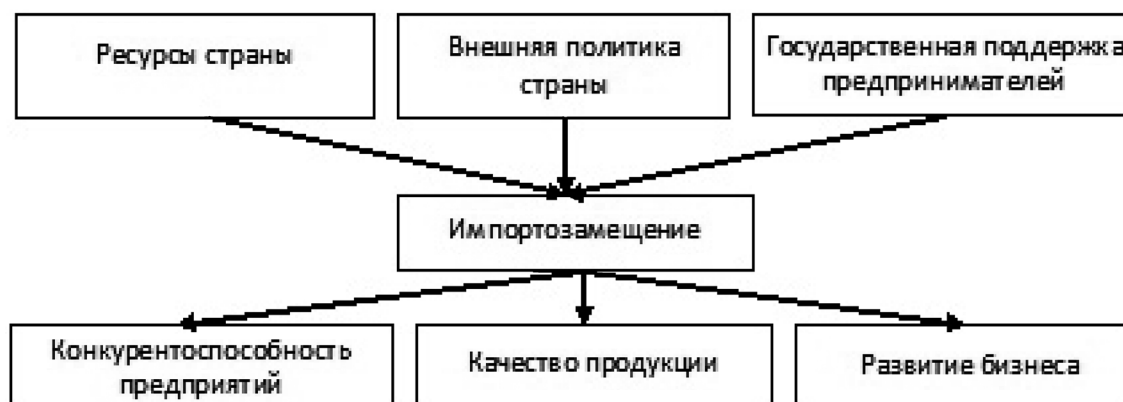 Ресурсы страны
Внешняя политика
страны
Государственная поддержка
предпринимателей
Импортозамещение
Конкурентоспособность
предприятий
Качество продукции
Развитие бизнеса